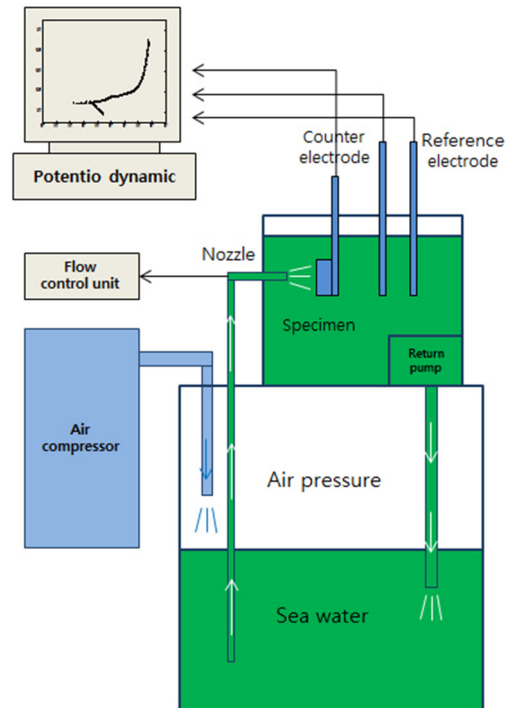 Potentio dynamic
Counter
electrode
Reference
electrode
Nozzle
Flow
control unit
Specimen
Return
pump
Air
compressor
Air pressure
Sea water